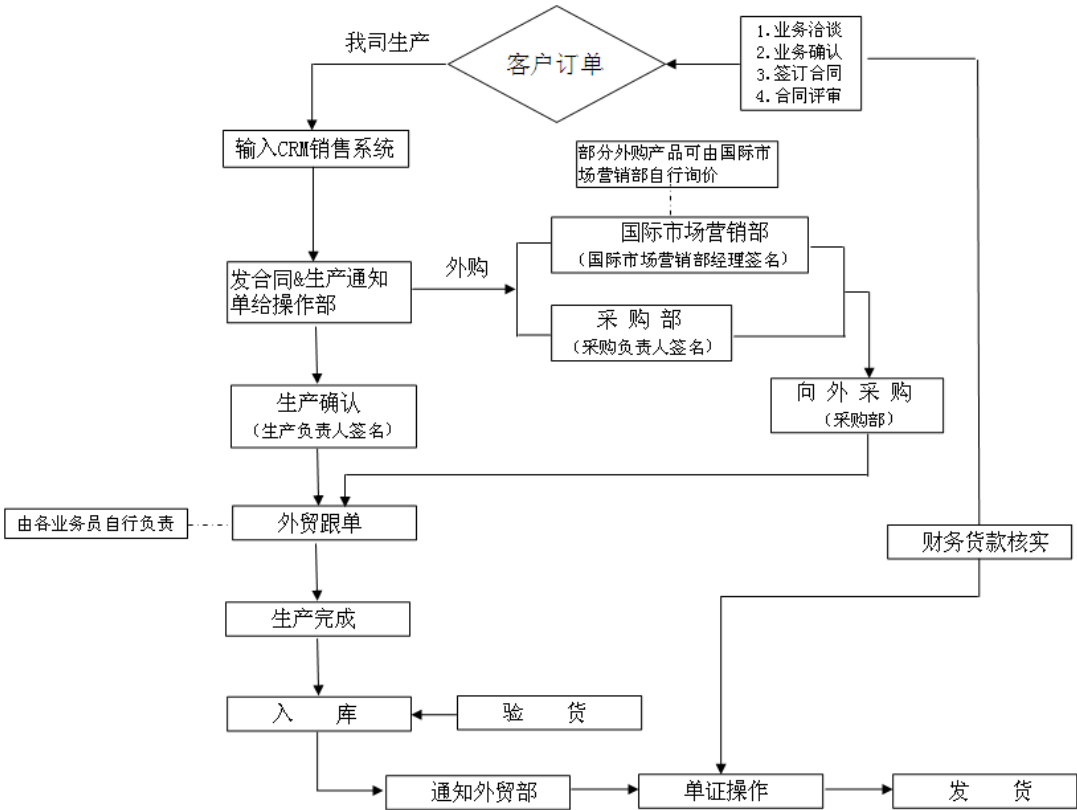 我司生产
客户订单
1.业务洽谈
2.业务确认
3.签订合同
4.合同评审
输入CRM销售系统
部分外购产品可由国际市
场营销部自行询价
国际市场营销部
(国际市场营销部经理签名)
外购
发合同&生产通知
单给操作部
采 购 部
(采购负责人签名)
向 外 采 购
(采购部)
生产确认
(生产负责人签名)
由各业务员自行负责
外贸跟单
财务货款核实
生产完成
入 库
验 货
通知外贸部
单证操作
发 货